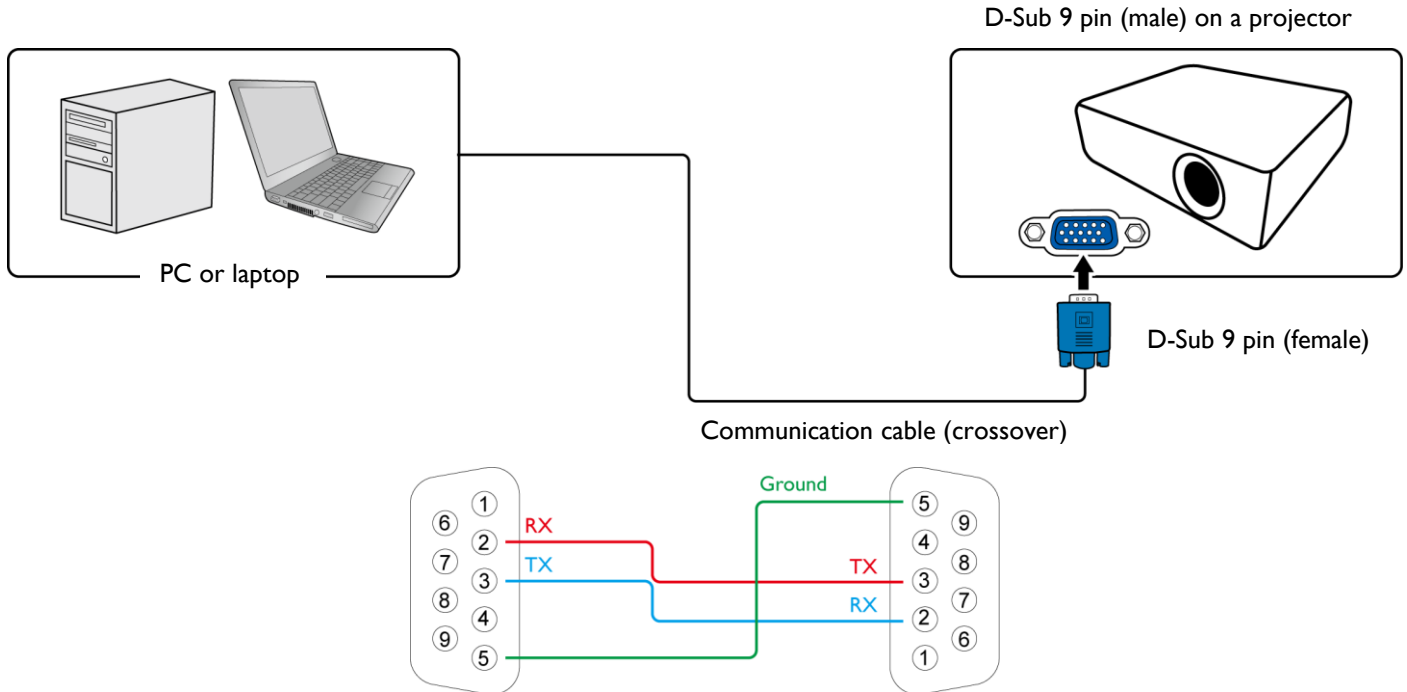 D-Sub 9 pin (male) on a projector
PC or laptop
D-Sub 9 pin (female)
Communication cable (crossover)
Ground
1
6
RX
2
7
TX
3
8
4
9
5
5
9
4
8
TX
3
7
RX
2
6
1